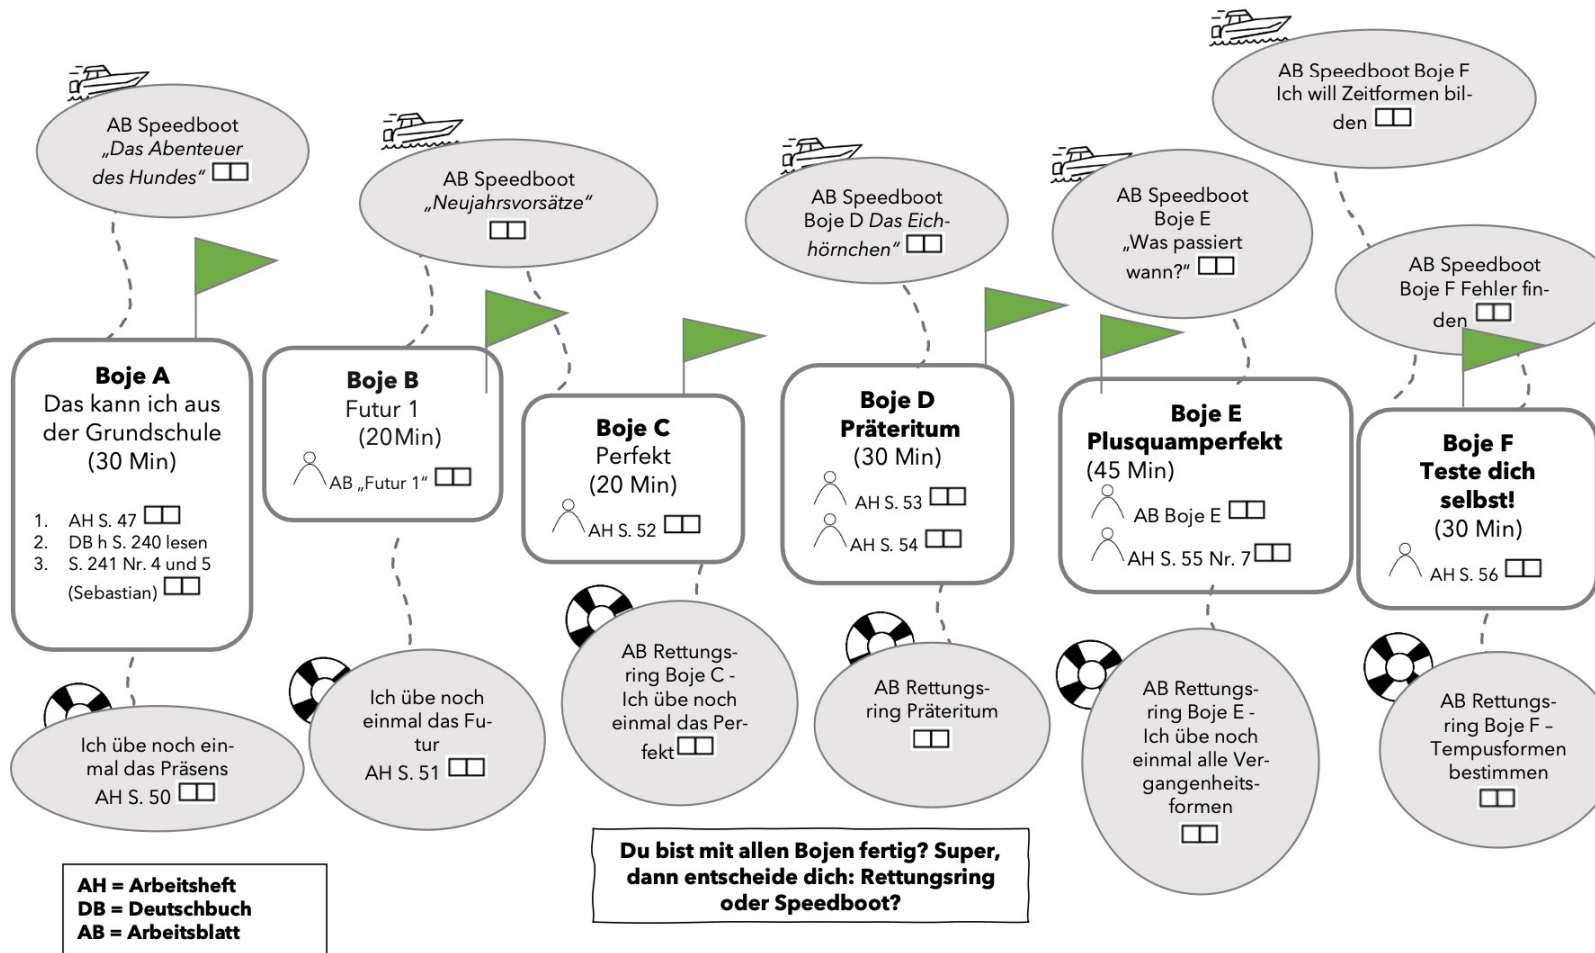 AB Speedboot
„Das Abenteuer
des Hundes“
AB Speedboot
„Neujahrsvorsätze“
AB Speedboot
Boje D Das Eich-
hörnchen“
AB Speedboot
Boje E
„Was passiert
wann?“
AB Speedboot Boje F
Ich will Zeitformen bil-
den
AB Speedboot
Boje F Fehler fin-
den
Boje A
Das kann ich aus
der Grundschule
(30 Min)
1. AH S. 47
2. DB h S. 240 lesen
3. S. 241 Nr. 4 und 5
(Sebastian)
Boje B
Futur 1
(20Min)
AB „Futur 1“
Boje C
Perfekt
(20 Min)
AH S. 52
Boje D
Präteritum
(30 Min)
AH S. 53
AH S. 54
Boje E
Plusquamperfekt
(45 Min)
AB Boje E
AH S. 55 Nr. 7
Boje F
Teste dich
selbst!
(30 Min)
AH S. 56
Ich übe noch ein-
mal das Präsens
AH S. 50
Ich übe noch
einmal das Fu-
tur
AH S. 51
AB Rettungs-
ring Boje C -
Ich übe noch
einmal das Per-
fekt
AB Rettungs-
ring Präteritum
AB Rettungs-
ring Boje E -
Ich übe noch
einmal alle Ver-
gangenheits-
formen
AB Rettungs-
ring Boje F –
Tempusformen
bestimmen
Du bist mit allen Bojen fertig? Super,
dann entscheide dich: Rettungsring
oder Speedboot?
AH = Arbeitsheft
DB = Deutschbuch
AB = Arbeitsblatt